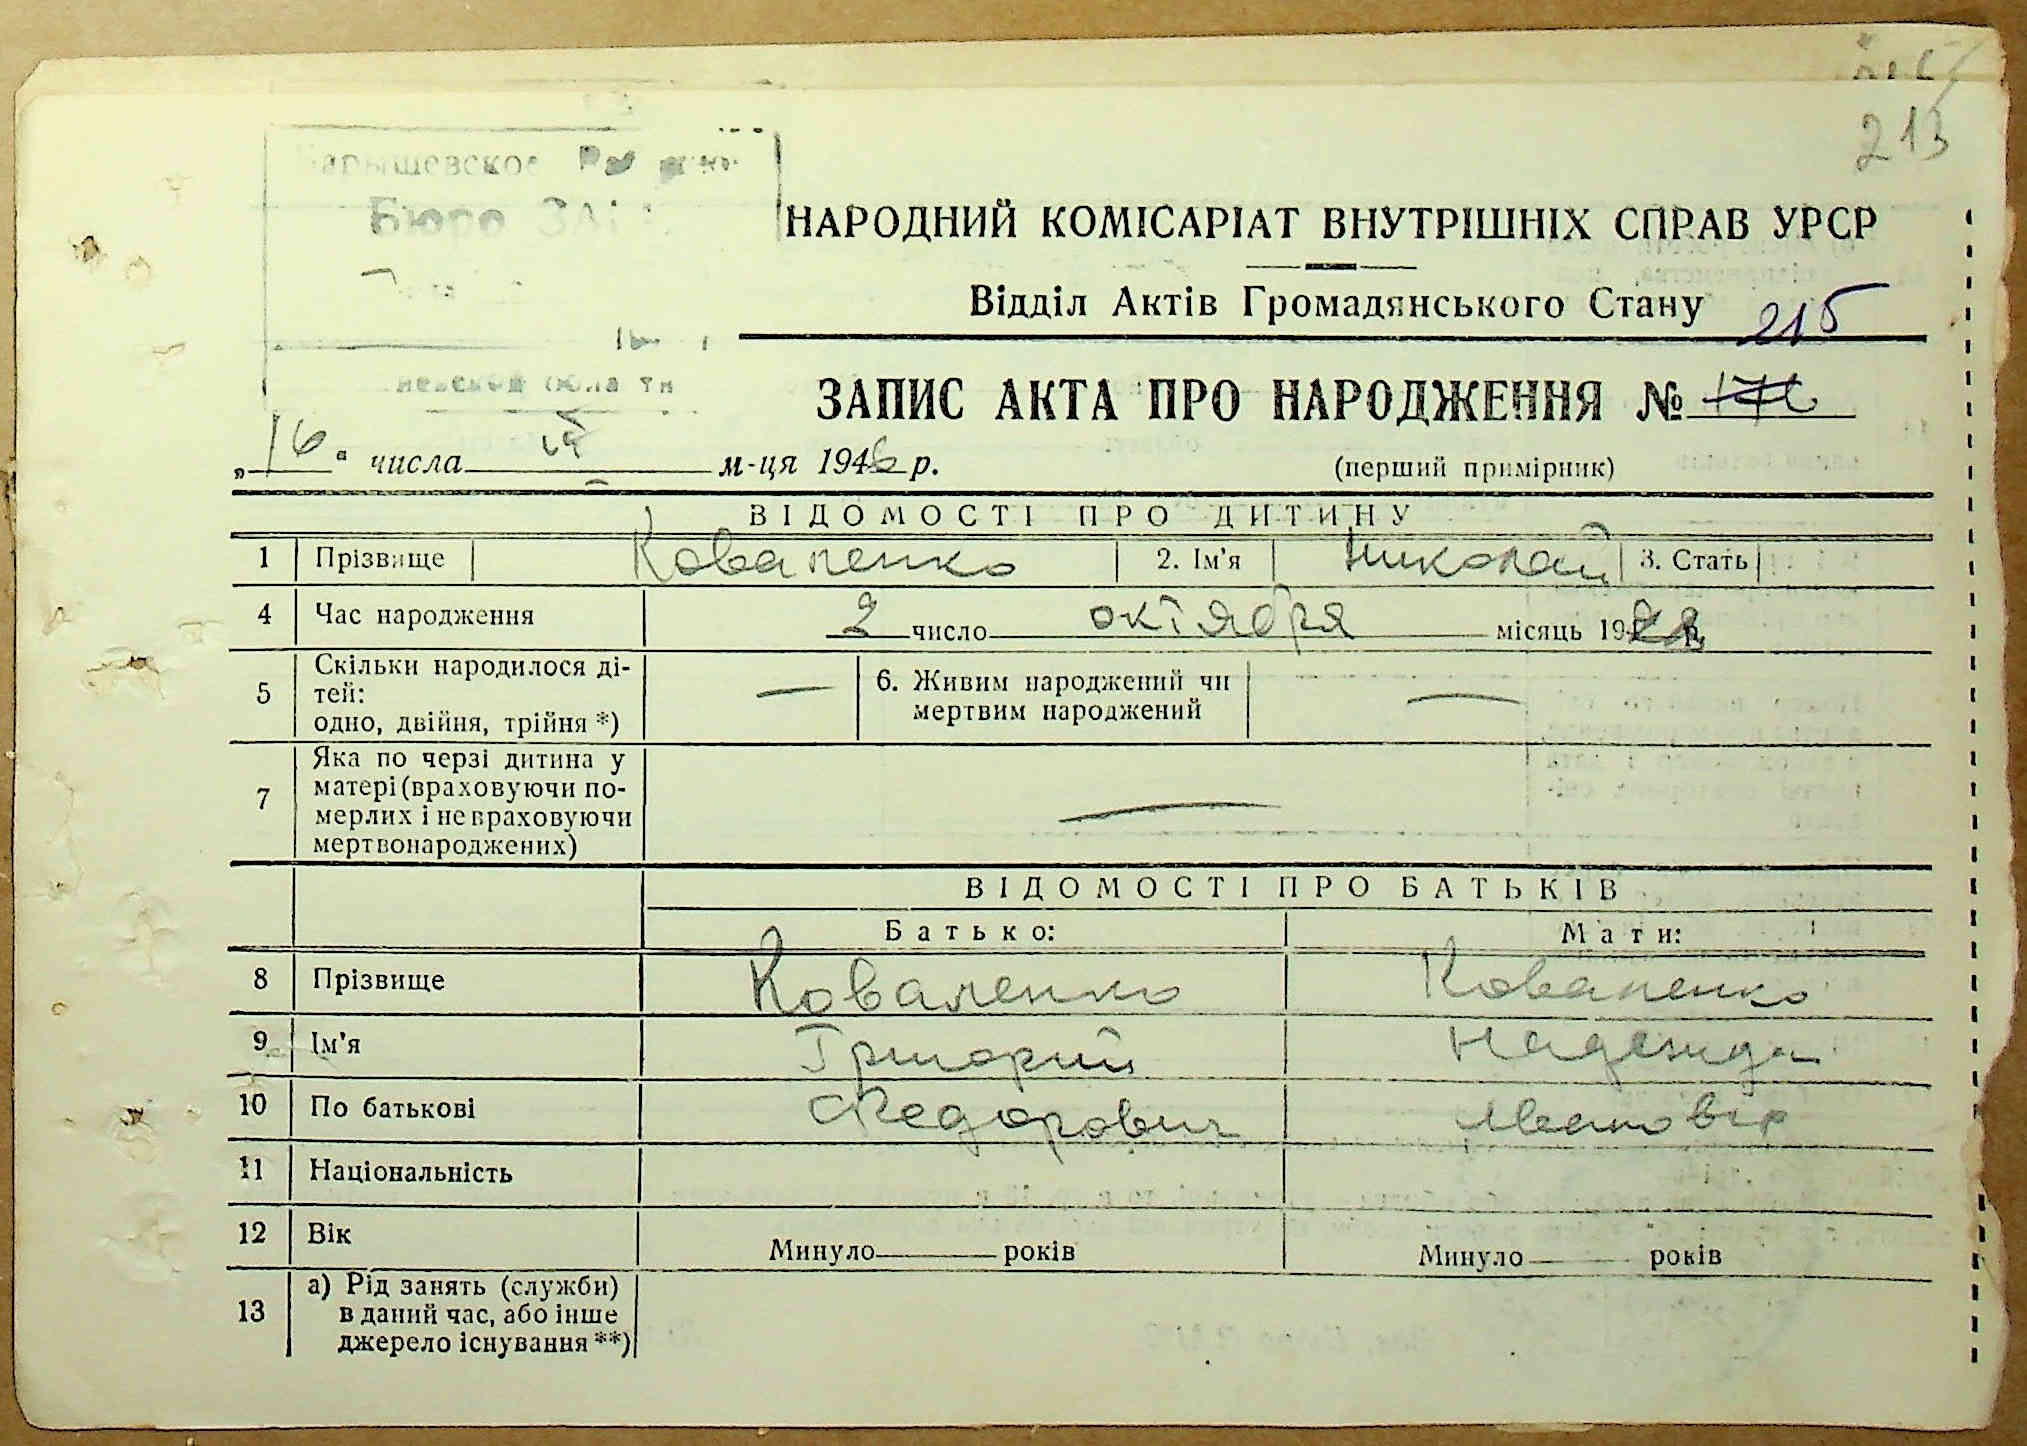 213
Бюро
НАРОДНИЙ КОМІСАРІАТ ВНУТРІШНІХ СПРАВ УРСР
Відділ Актів Громадянського Стану
215
ЗАПИС АКТА ПРО НАРОДЖЕННЯ №
„16“ числа м-ця 1946 р. (перший примірник)
ВІДОМОСТІ ПРО ДИТИНУ
1 Прізвище Коваленко 2. Ім'я Николай 3. Стать
4 Час народження 2 число октября місяць 19
5 Скільки народилося ді-
тей:
одно, двійня, трійня *) — 6. Живим народжений чи
мертвим народжений —
7 Яка по черзі дитина у
матері (враховуючи по-
мерлих і не враховуючи
мертвонароджених) —
ВІДОМОСТІ ПРО БАТЬКІВ
Батько: Мати:
8 Прізвище Коваленко Коваленко
9 Ім'я Григорий Надежда
10 По батькові Федорович
11 Національність
12 Вік Минуло років Минуло років
13 а) Рід занять (служби)
в даний час, або інше
джерело існування **)